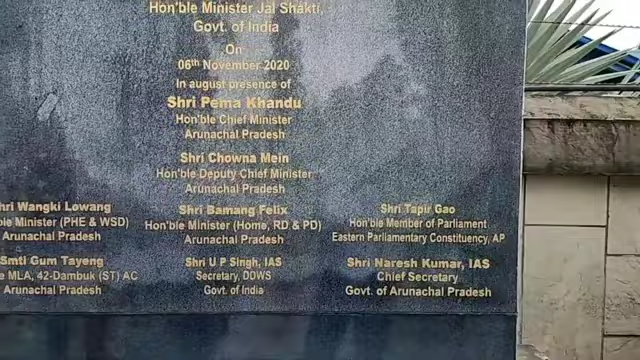 Hon'ble Minister Jal Shakti,
Govt. of India
On
06th November 2020
In august presence of
Shri Pema Khandu
Hon'ble Chief Minister
Arunachal Pradesh
Shri Chowna Mein
Hon'ble Deputy Chief Minister
Arunachal Pradesh
hri Wangki Lowang
ble Minister (PHE & WSD)
Arunachal Pradesh
Shri Bamang Felix
Hon'ble Minister (Home, RD & PD)
Arunachal Pradesh
Shri Tapir Gao
Hon'ble Member of Parliament
Eastern Parliamentary Constituency, AP
Smti Gum Tayeng
e MLA, 42-Dambuk (ST) AC
Arunachal Pradesh
Shri U P Singh, IAS
Secretary, DDWS
Govt. of India
Shri Naresh Kumar, IAS
Chief Secretary
Govt. of Arunachal Pradesh